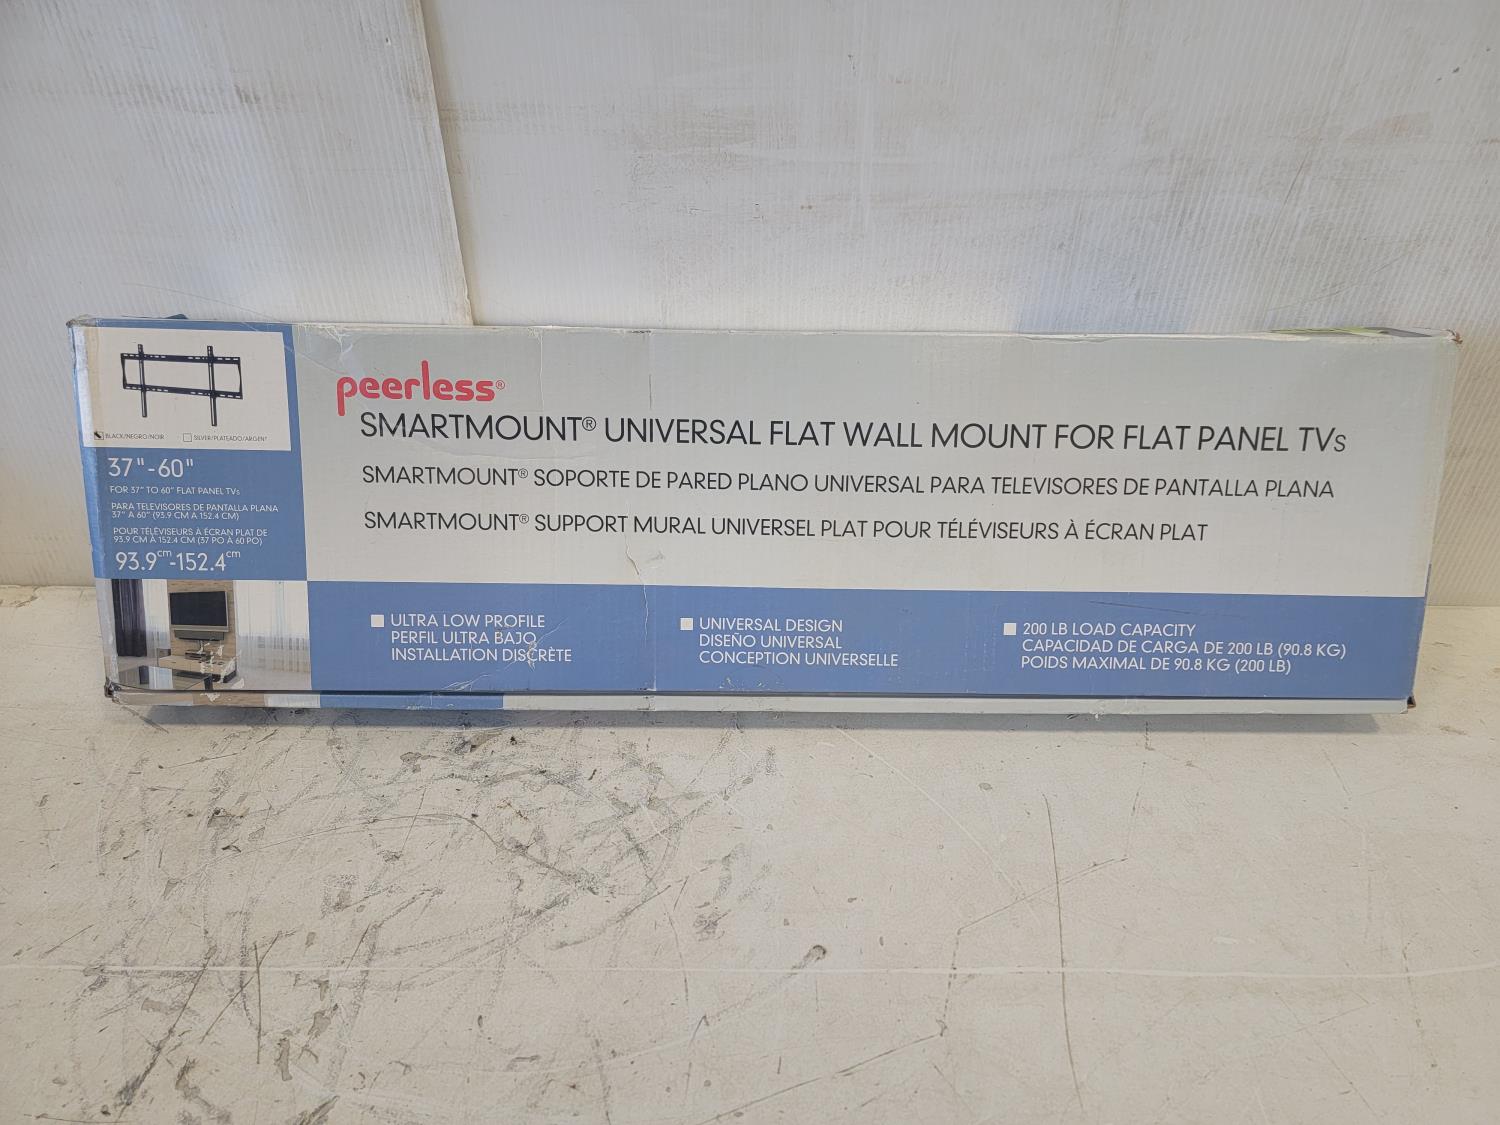 peerless®
SMARTMOUNT® UNIVERSAL FLAT WALL MOUNT FOR FLAT PANEL TVs
SMARTMOUNT® SOPORTE DE PARED PLANO UNIVERSAL PARA TELEVISORES DE PANTALLA PLANA
SMARTMOUNT® SUPPORT MURAL UNIVERSEL PLAT POUR TÉLÉVISEURS À ÉCRAN PLAT
BLACK/NEGRO/NOIR
SILVER/PLATEADO/ARGENT
37"-60"
FOR 37" TO 60" FLAT PANEL TVs
PARA TELEVISORES DE PANTALLA PLANA
37" A 60" (93.9 CM A 152.4 CM)
POUR TÉLÉVISEURS À ÉCRAN PLAT DE
93.9 CM À 152.4 CM (37 PO À 60 PO)
93.9cm-152.4cm
ULTRA LOW PROFILE
PERFIL ULTRA BAJO
INSTALLATION DISCRÈTE
UNIVERSAL DESIGN
DISEÑO UNIVERSAL
CONCEPTION UNIVERSELLE
200 LB LOAD CAPACITY
CAPACIDAD DE CARGA DE 200 LB (90.8 KG)
POIDS MAXIMAL DE 90.8 KG (200 LB)